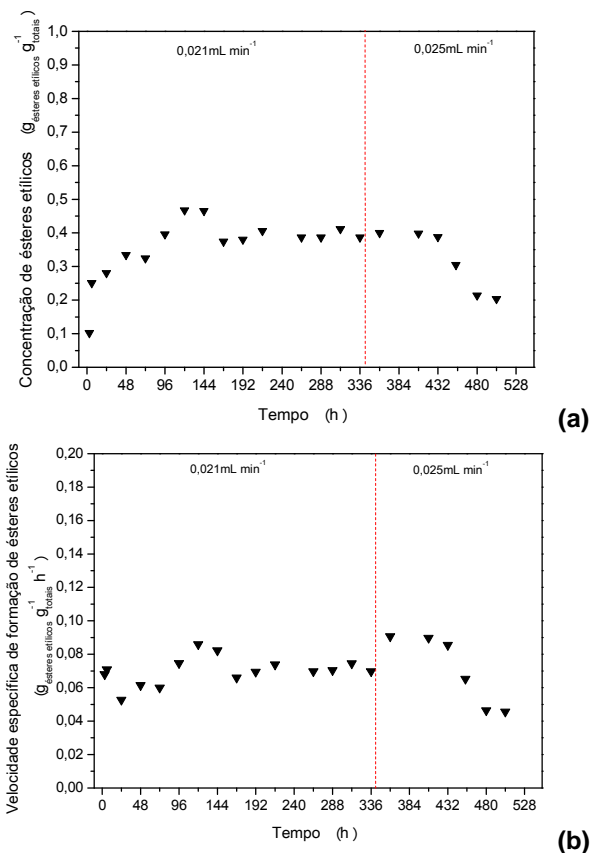 Concentração de ésteres etílicos (g ésteres etílicos g-1 totais)
1,0
0,9
0,8
0,7
0,6
0,5
0,4
0,3
0,2
0,1
0,0
0,021mL min-1
0,025mL min-1
0 48 96 144 192 240 288 336 384 432 480 528
Tempo (h)
(a)
Velocidade específica de formação de ésteres etílicos
(g ésteres etílicos g-1 totais h-1)
0,20
0,18
0,16
0,14
0,12
0,10
0,08
0,06
0,04
0,02
0,00
0,021mL min-1
0,025mL min-1
0 48 96 144 192 240 288 336 384 432 480 528
Tempo (h)
(b)